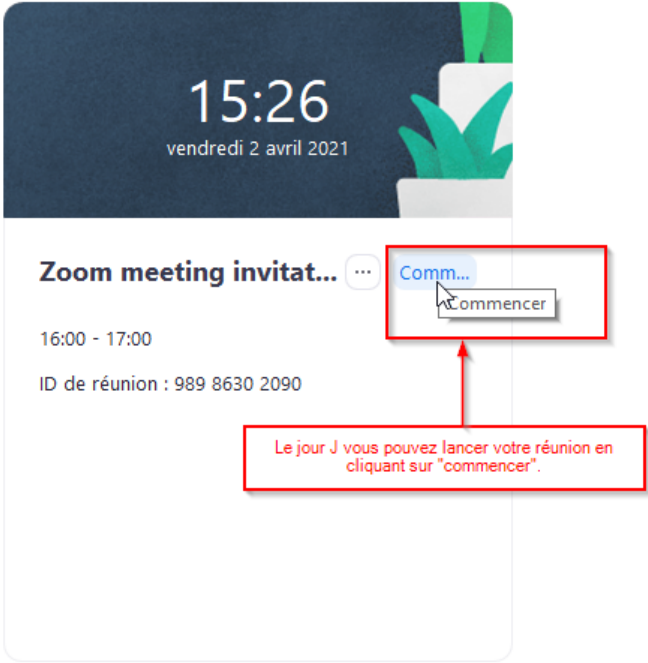 15:26
vendredi 2 avril 2021
Zoom meeting invitat... ... Comm...
Commencer
16:00 - 17:00
ID de réunion : 989 8630 2090
Le jour J vous pouvez lancer votre réunion en
cliquant sur "commencer".